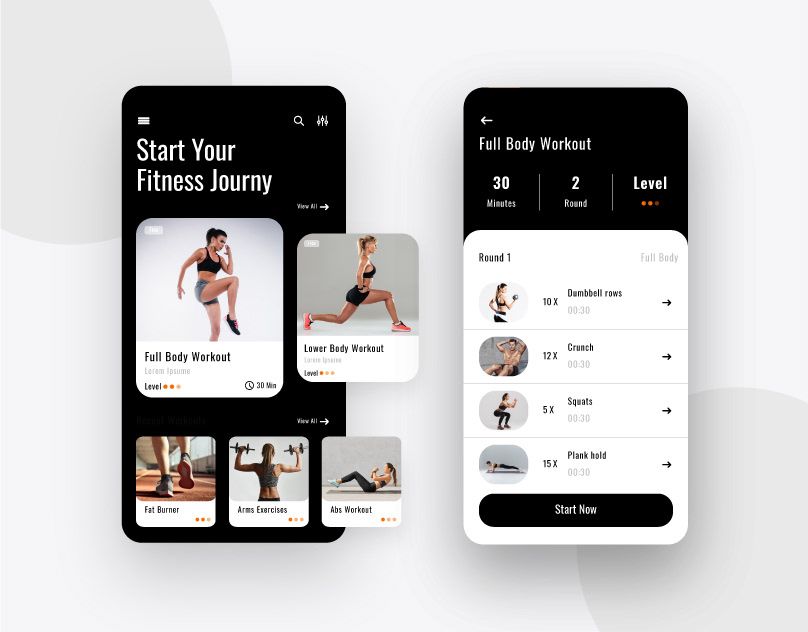 Start Your
Fitness Journy
View All
Full Body Workout
Lorem Ipsume
Level
30 Min
Lower Body Workout
Lorem Ipsume
Level
Recent Workouts
View All
Fat Burner
Arms Exercises
Abs Workout
Full Body Workout
30
Minutes
2
Round
Level
Round 1
Full Body
10 X
Dumbbell rows
00:30
12 X
Crunch
00:30
5 X
Squats
00:30
15 X
Plank hold
00:30
Start Now